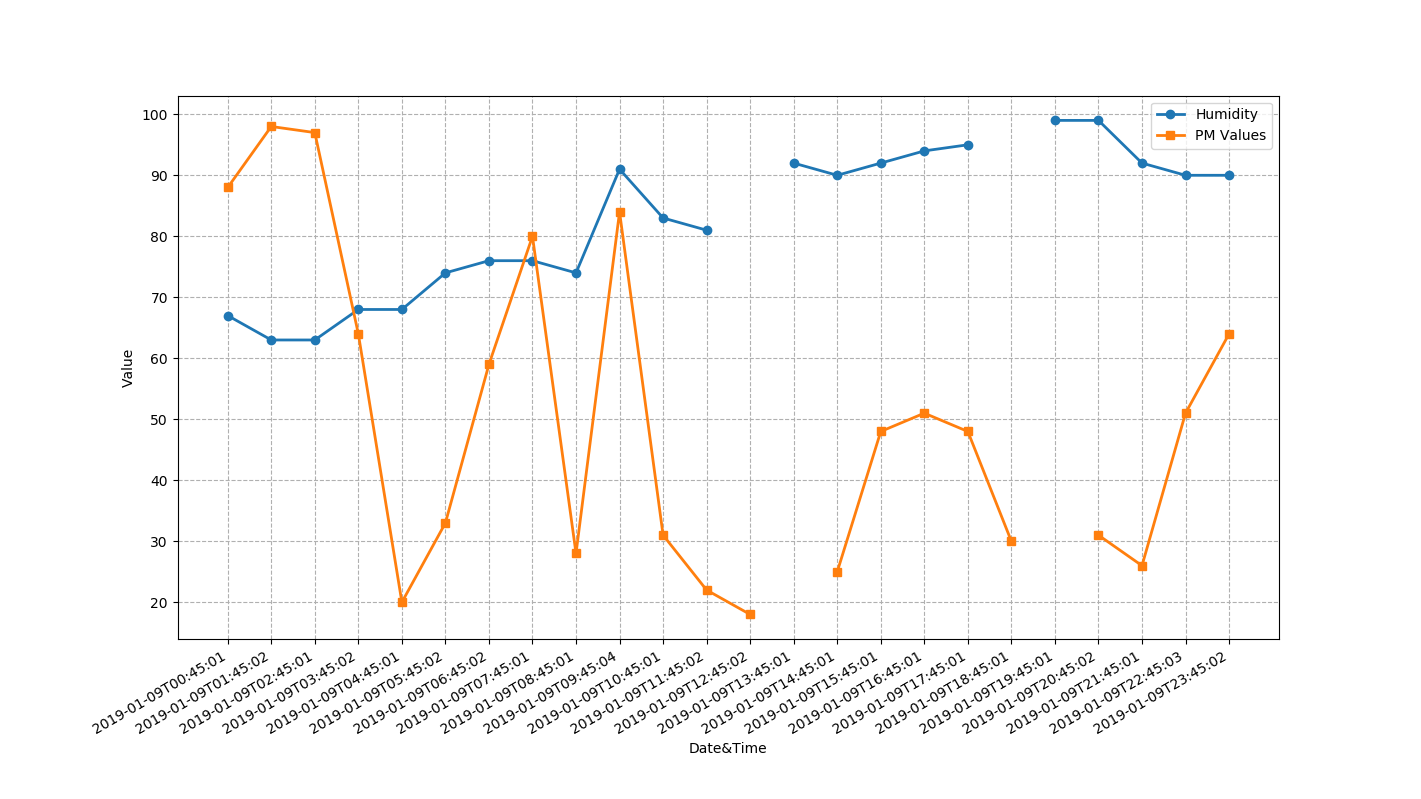 Humidity
PM Values
100
90
80
70
60
50
40
30
20
Value
2019-01-09T00:45:01
2019-01-09T01:45:02
2019-01-09T02:45:01
2019-01-09T03:45:02
2019-01-09T04:45:01
2019-01-09T05:45:02
2019-01-09T06:45:02
2019-01-09T07:45:01
2019-01-09T08:45:01
2019-01-09T09:45:04
2019-01-09T10:45:01
2019-01-09T11:45:02
2019-01-09T12:45:02
2019-01-09T13:45:01
2019-01-09T14:45:01
2019-01-09T15:45:01
2019-01-09T16:45:01
2019-01-09T17:45:01
2019-01-09T18:45:01
2019-01-09T19:45:01
2019-01-09T20:45:02
2019-01-09T21:45:01
2019-01-09T22:45:03
2019-01-09T23:45:02
Date&Time